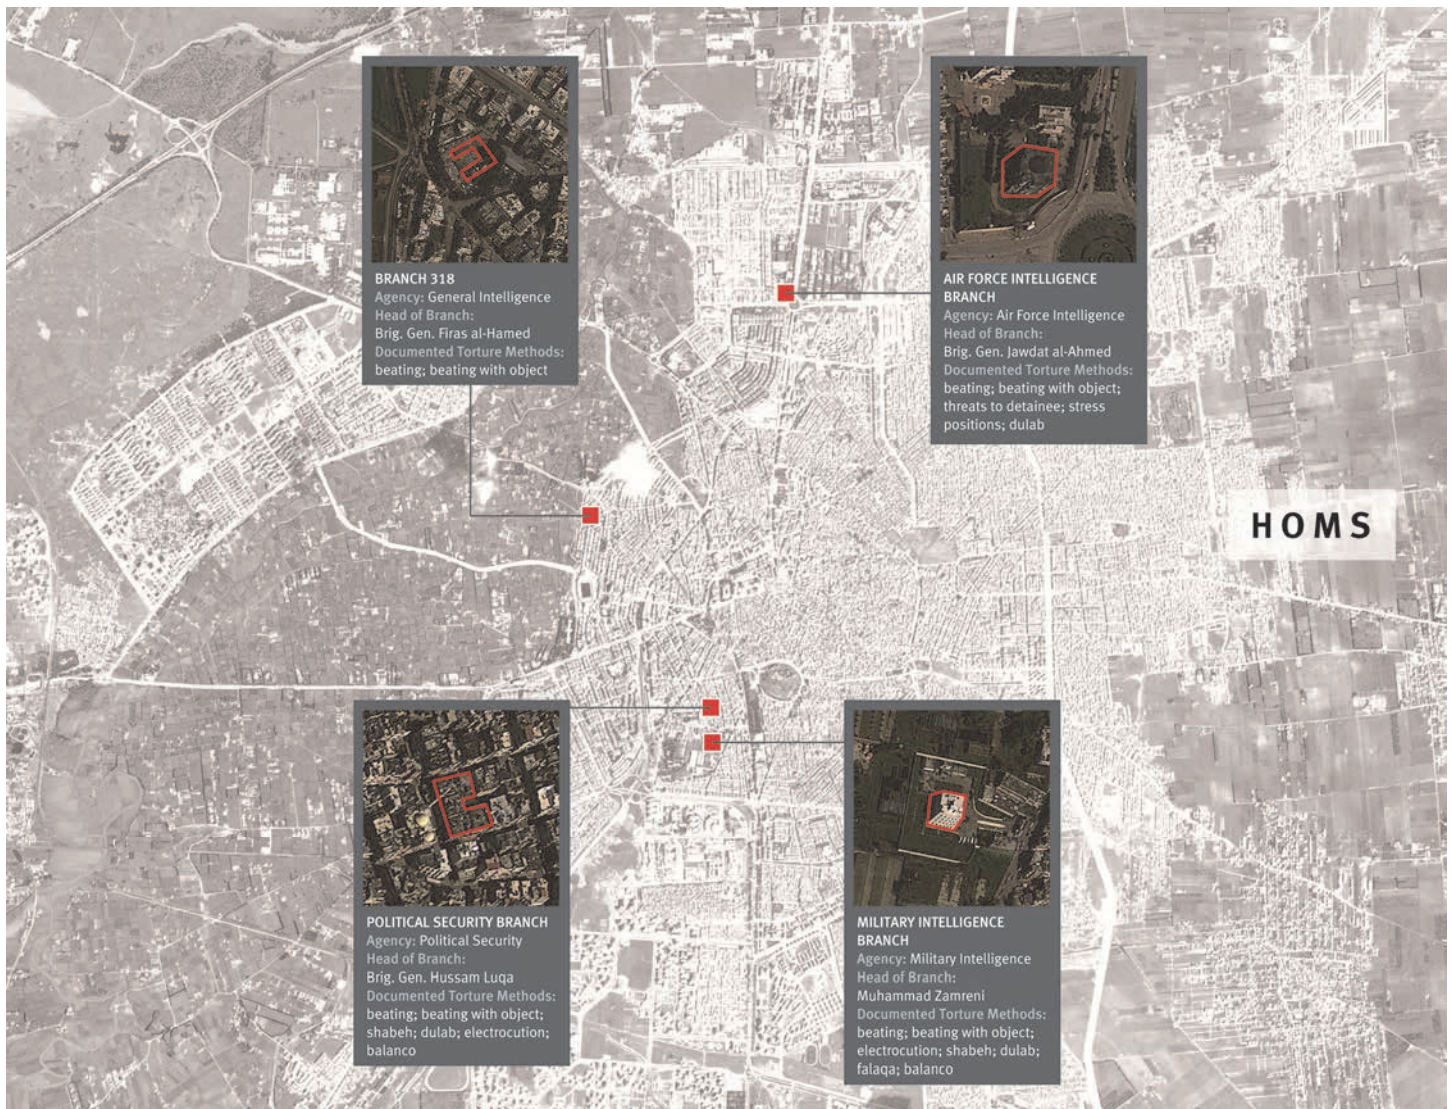 BRANCH 318
Agency: General Intelligence
Head of Branch:
Brig. Gen. Firas al-Hamed
Documented Torture Methods:
beating; beating with object
AIR FORCE INTELLIGENCE
BRANCH
Agency: Air Force Intelligence
Head of Branch:
Brig. Gen. Jawdat al-Ahmed
Documented Torture Methods:
beating; beating with object;
threats to detainee; stress
positions; dulab
HOMS
POLITICAL SECURITY BRANCH
Agency: Political Security
Head of Branch:
Brig. Gen. Hussam Luqa
Documented Torture Methods:
beating; beating with object;
shabeh; dulab; electrocution;
balanco
MILITARY INTELLIGENCE
BRANCH
Agency: Military Intelligence
Head of Branch:
Muhammad Zamreni
Documented Torture Methods:
beating; beating with object;
electrocution; shabeh; dulab;
falaqa; balanco